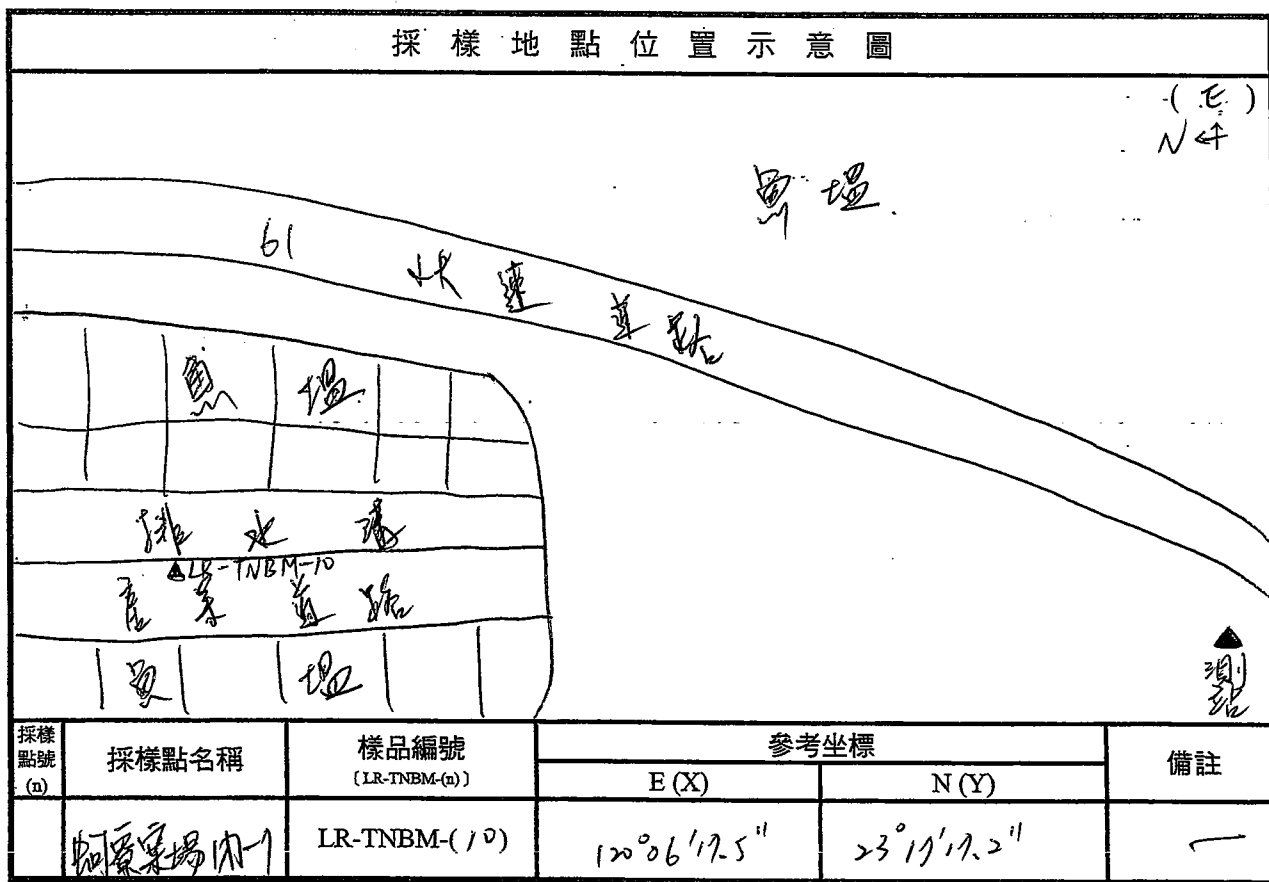 採樣地點位置示意圖
(E)
N
魚塭
61 快速道路
魚塭
排水溝
▲LR-TNBM-10
產業道路
魚塭
▲
測站
採樣點號(n)
採樣點名稱
樣品編號
〔LR-TNBM-(n)〕
參考坐標
E (X)
N (Y)
備註
LR-TNBM-(10)
120°06'17.5"
23°17'17.2"
—